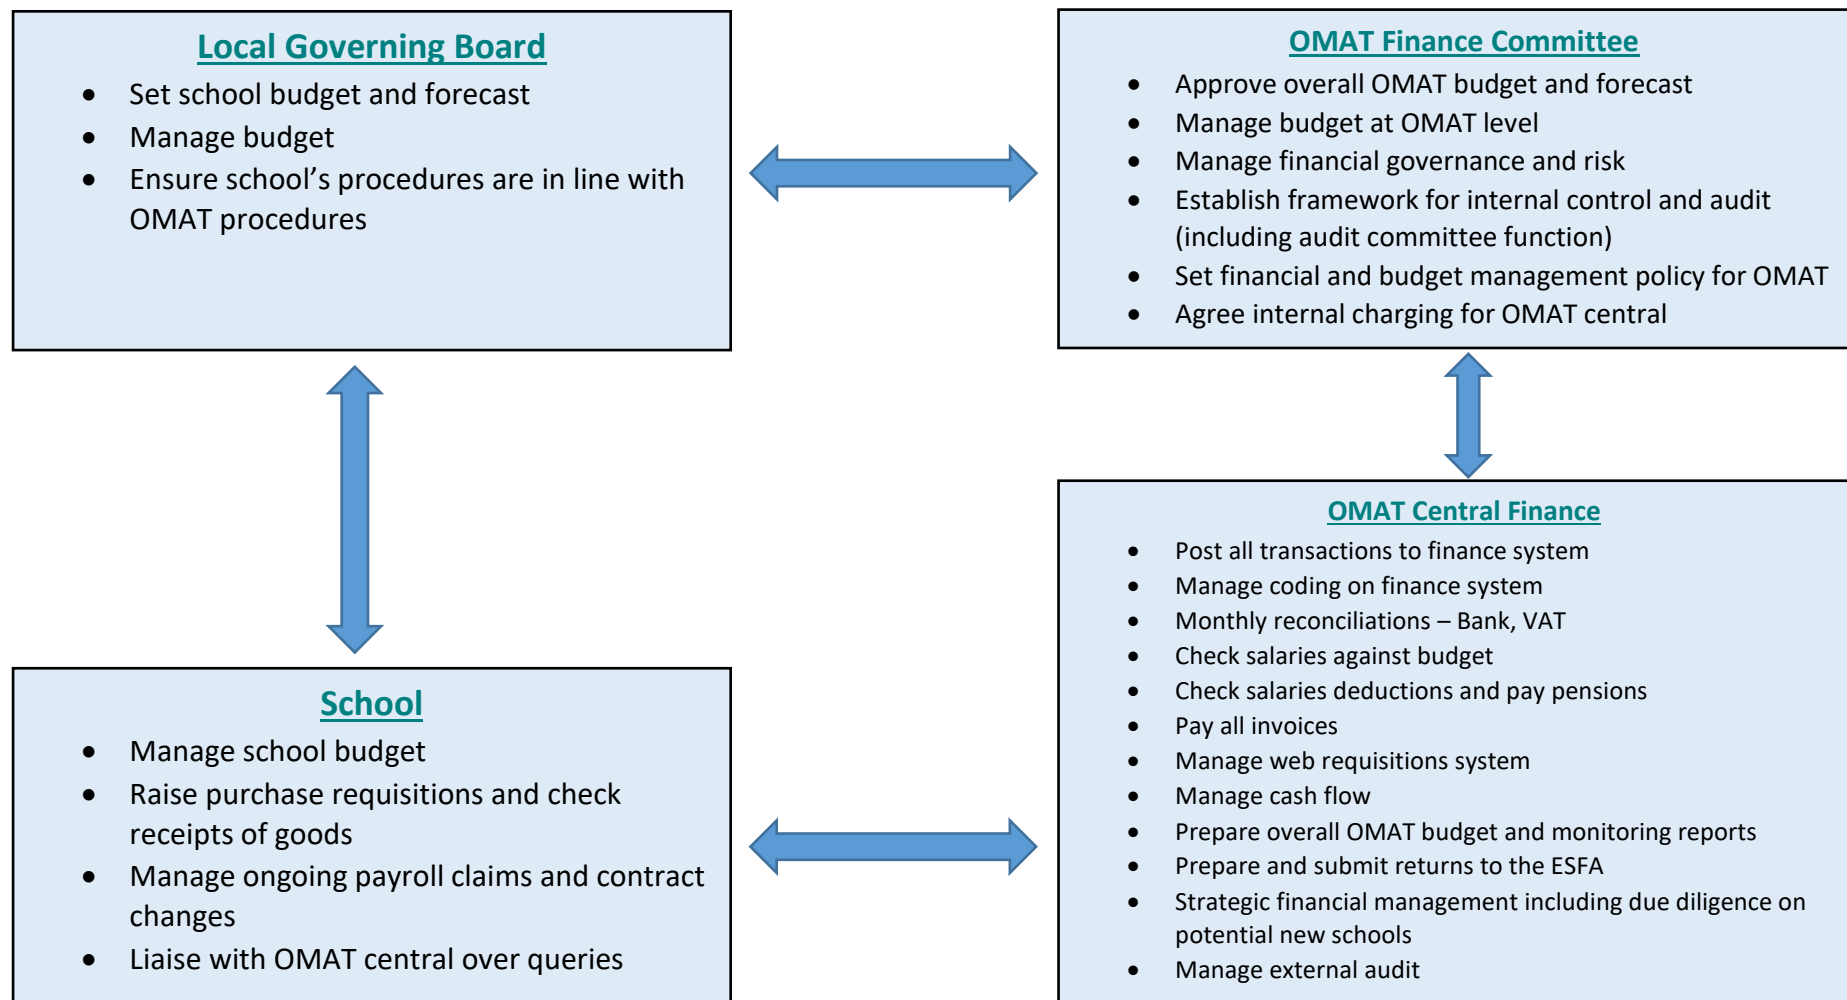 Local Governing Board
• Set school budget and forecast
• Manage budget
• Ensure school’s procedures are in line with
OMAT procedures
OMAT Finance Committee
• Approve overall OMAT budget and forecast
• Manage budget at OMAT level
• Manage financial governance and risk
• Establish framework for internal control and audit
(including audit committee function)
• Set financial and budget management policy for OMAT
• Agree internal charging for OMAT central
School
• Manage school budget
• Raise purchase requisitions and check
receipts of goods
• Manage ongoing payroll claims and contract
changes
• Liaise with OMAT central over queries
OMAT Central Finance
• Post all transactions to finance system
• Manage coding on finance system
• Monthly reconciliations – Bank, VAT
• Check salaries against budget
• Check salaries deductions and pay pensions
• Pay all invoices
• Manage web requisitions system
• Manage cash flow
• Prepare overall OMAT budget and monitoring reports
• Prepare and submit returns to the ESFA
• Strategic financial management including due diligence on
potential new schools
• Manage external audit